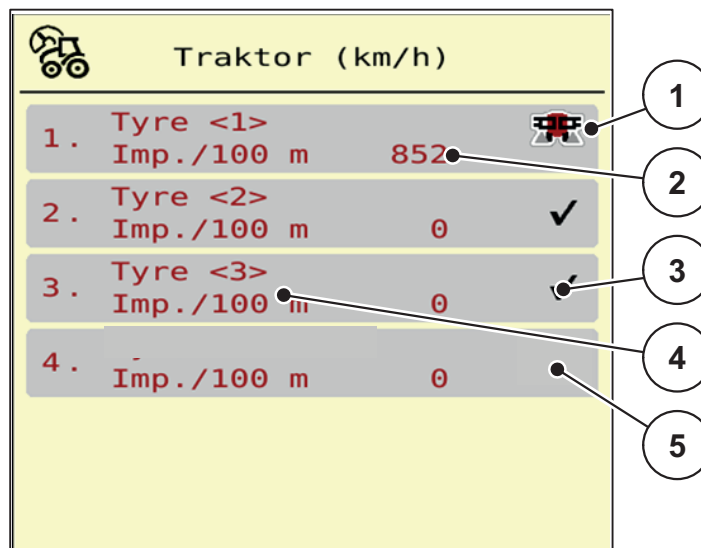 Traktor (km/h)
1. Tyre <1>
Imp./100 m 852
2. Tyre <2>
Imp./100 m 0
3. Tyre <3>
Imp./100 m 0
4.
Imp./100 m 0
1
2
3
4
5